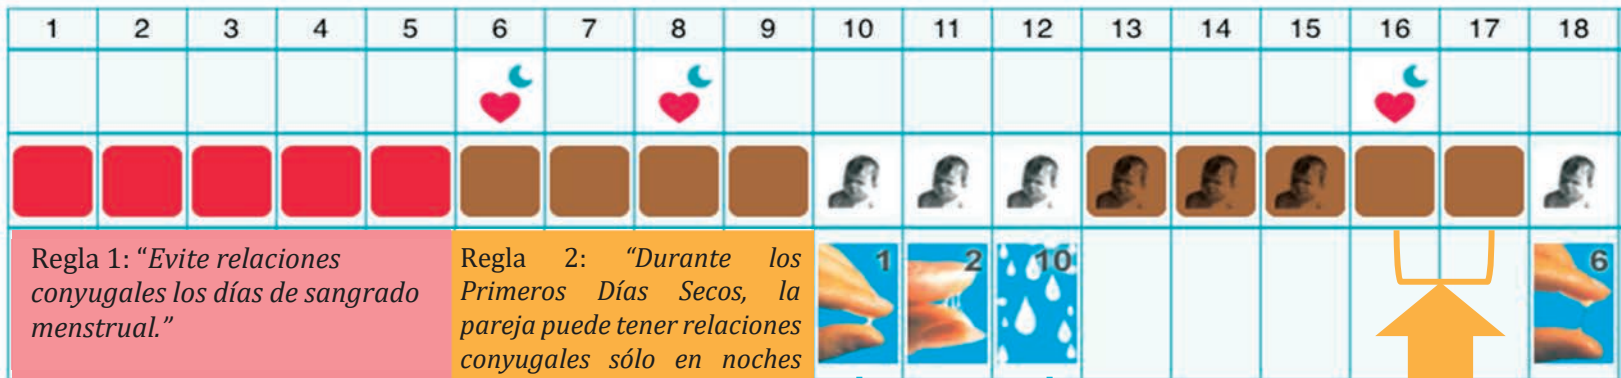 1 2 3 4 5 6 7 8 9 10 11 12 13 14 15 16 17 18
Regla 1: “Evite relaciones
conyugales los días de sangrado
menstrual.”
Regla 2: “Durante los
Primeros Días Secos, la
pareja puede tener relaciones
conyugales sólo en noches
1 2 10 6